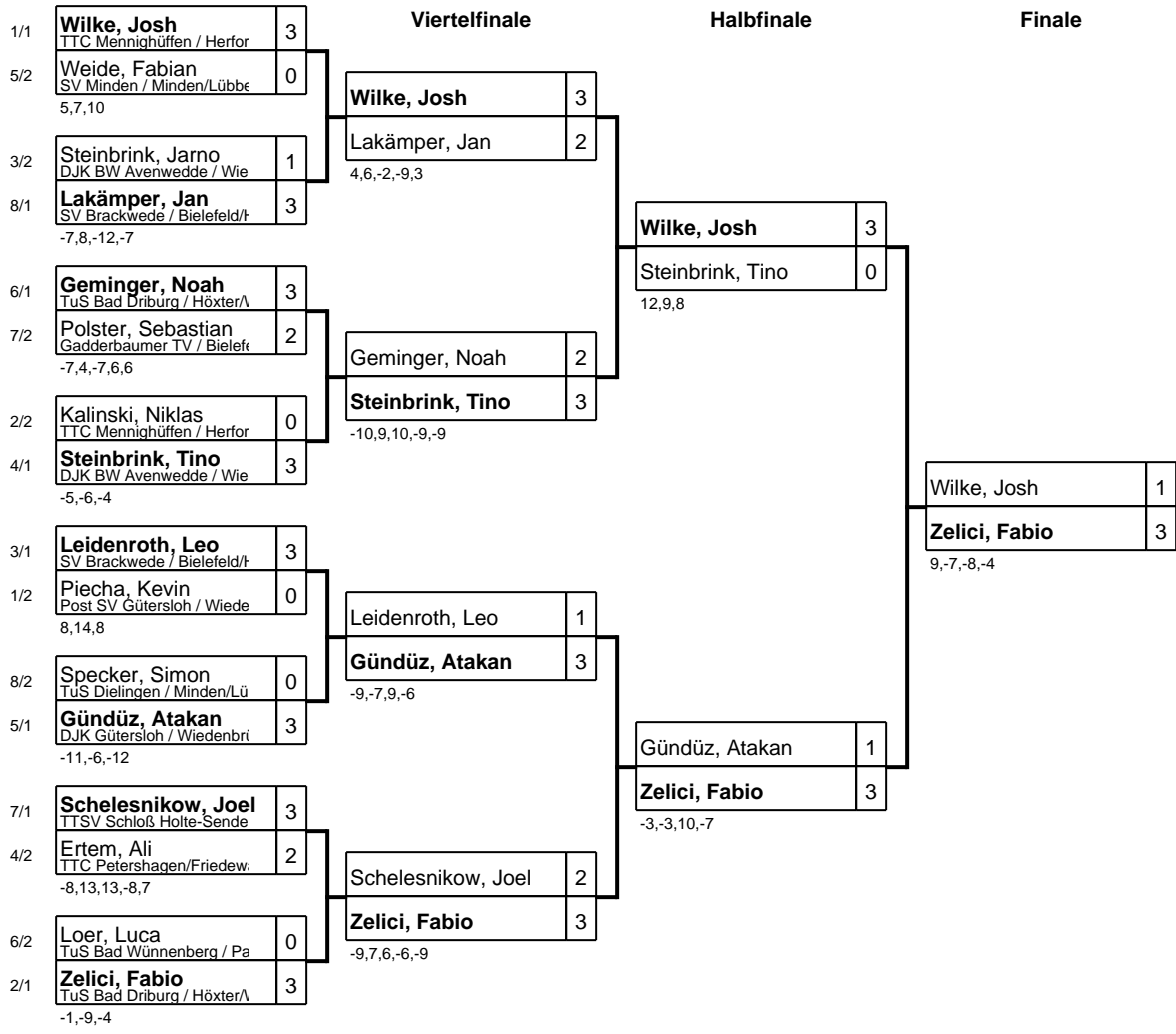 Viertelfinale
Halbfinale
Finale
1/1 Wilke, Josh 3
TTC Mennighüffen / Herfor
5/2 Weide, Fabian 0
SV Minden / Minden/Lübbe
5,7,10
3/2 Steinbrink, Jarno 1
DJK BW Avenwedde / Wie
8/1 Lakämper, Jan 3
SV Brackwede / Bielefeld/H
-7,8,-12,-7
6/1 Geminger, Noah 3
TuS Bad Driburg / Höxter/
7/2 Polster, Sebastian 2
Gadderbaumer TV / Bielefe
-7,4,-7,6,6
2/2 Kalinski, Niklas 0
TTC Mennighüffen / Herfor
4/1 Steinbrink, Tino 3
DJK BW Avenwedde / Wie
-5,-6,-4
3/1 Leidenroth, Leo 3
SV Brackwede / Bielefeld/H
1/2 Piecha, Kevin 0
Post SV Gütersloh / Wiede
8,14,8
8/2 Specker, Simon 0
TuS Dielingen / Minden/Lü
5/1 Gündüz, Atakan 3
DJK Gütersloh / Wiedenbrü
-11,-6,-12
7/1 Schelesnikow, Joel 3
TTSV Schloß Holte-Sende
4/2 Ertem, Ali 2
TTC Petershagen/Friedewa
-8,13,13,-8,7
6/2 Loer, Luca 0
TuS Bad Wünnenberg / Pa
2/1 Zelici, Fabio 3
TuS Bad Driburg / Höxter/
-1,-9,-4
Wilke, Josh 3
Lakämper, Jan 2
4,6,-2,-9,3
Geminger, Noah 2
Steinbrink, Tino 3
-10,9,10,-9,-9
Leidenroth, Leo 1
Gündüz, Atakan 3
-9,-7,9,-6
Schelesnikow, Joel 2
Zelici, Fabio 3
-9,7,6,-6,-9
Wilke, Josh 3
Steinbrink, Tino 0
12,9,8
Gündüz, Atakan 1
Zelici, Fabio 3
-3,-3,10,-7
Wilke, Josh 1
Zelici, Fabio 3
9,-7,-8,-4